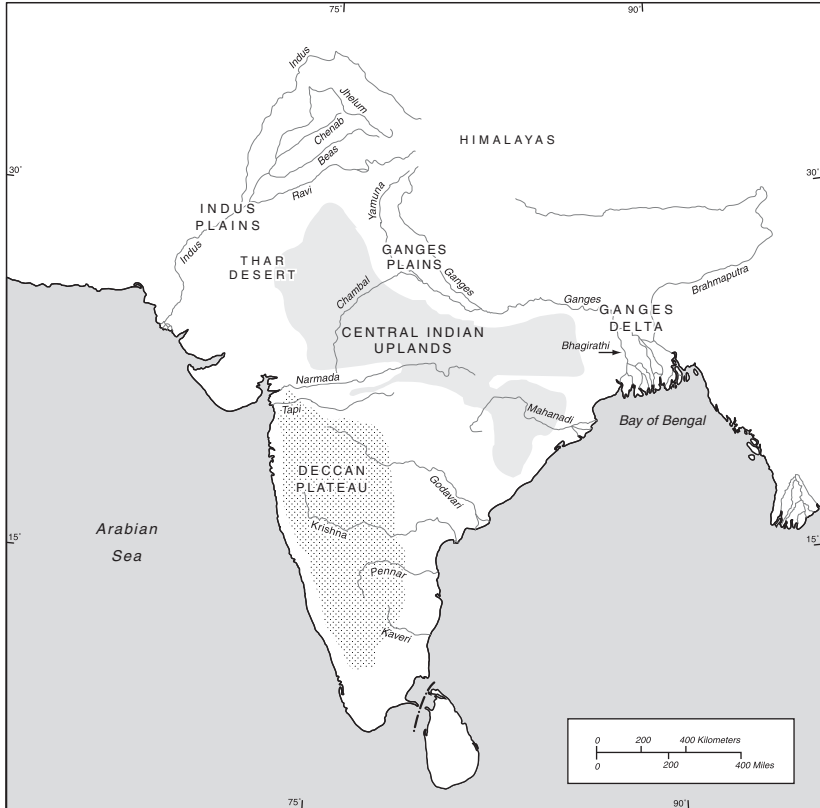 75°
90°
Indus
Jhelum
Chenab
Beas
HIMALAYAS
30°
30°
Ravi
Yamuna
INDUS
PLAINS
Indus
THAR
DESERT
GANGES
PLAINS
Ganges
Chambal
Brahmaputra
Ganges
GANGES
DELTA
CENTRAL INDIAN
UPLANDS
Bhagirathi
Narmada
Tapi
Mahanadi
Bay of Bengal
DECCAN
PLATEAU
Godavari
Arabian
Sea
Krishna
15°
15°
Pennar
Kaveri
0 200 400 Kilometers
0 200 400 Miles
75°
90°